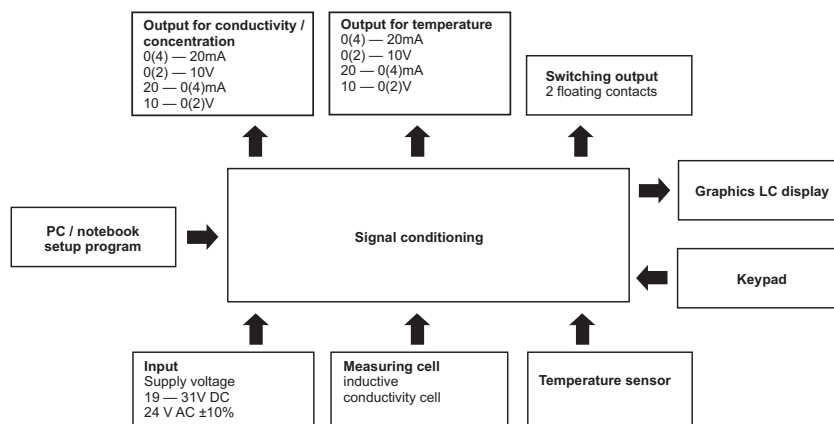 Output for conductivity /
concentration
0(4) — 20mA
0(2) — 10V
20 — 0(4)mA
10 — 0(2)V
Output for temperature
0(4) — 20mA
0(2) — 10V
20 — 0(4)mA
10 — 0(2)V
Switching output
2 floating contacts
Graphics LC display
PC / notebook
setup program
Signal conditioning
Keypad
Input
Supply voltage
19 — 31V DC
24 V AC ±10%
Measuring cell
inductive
conductivity cell
Temperature sensor